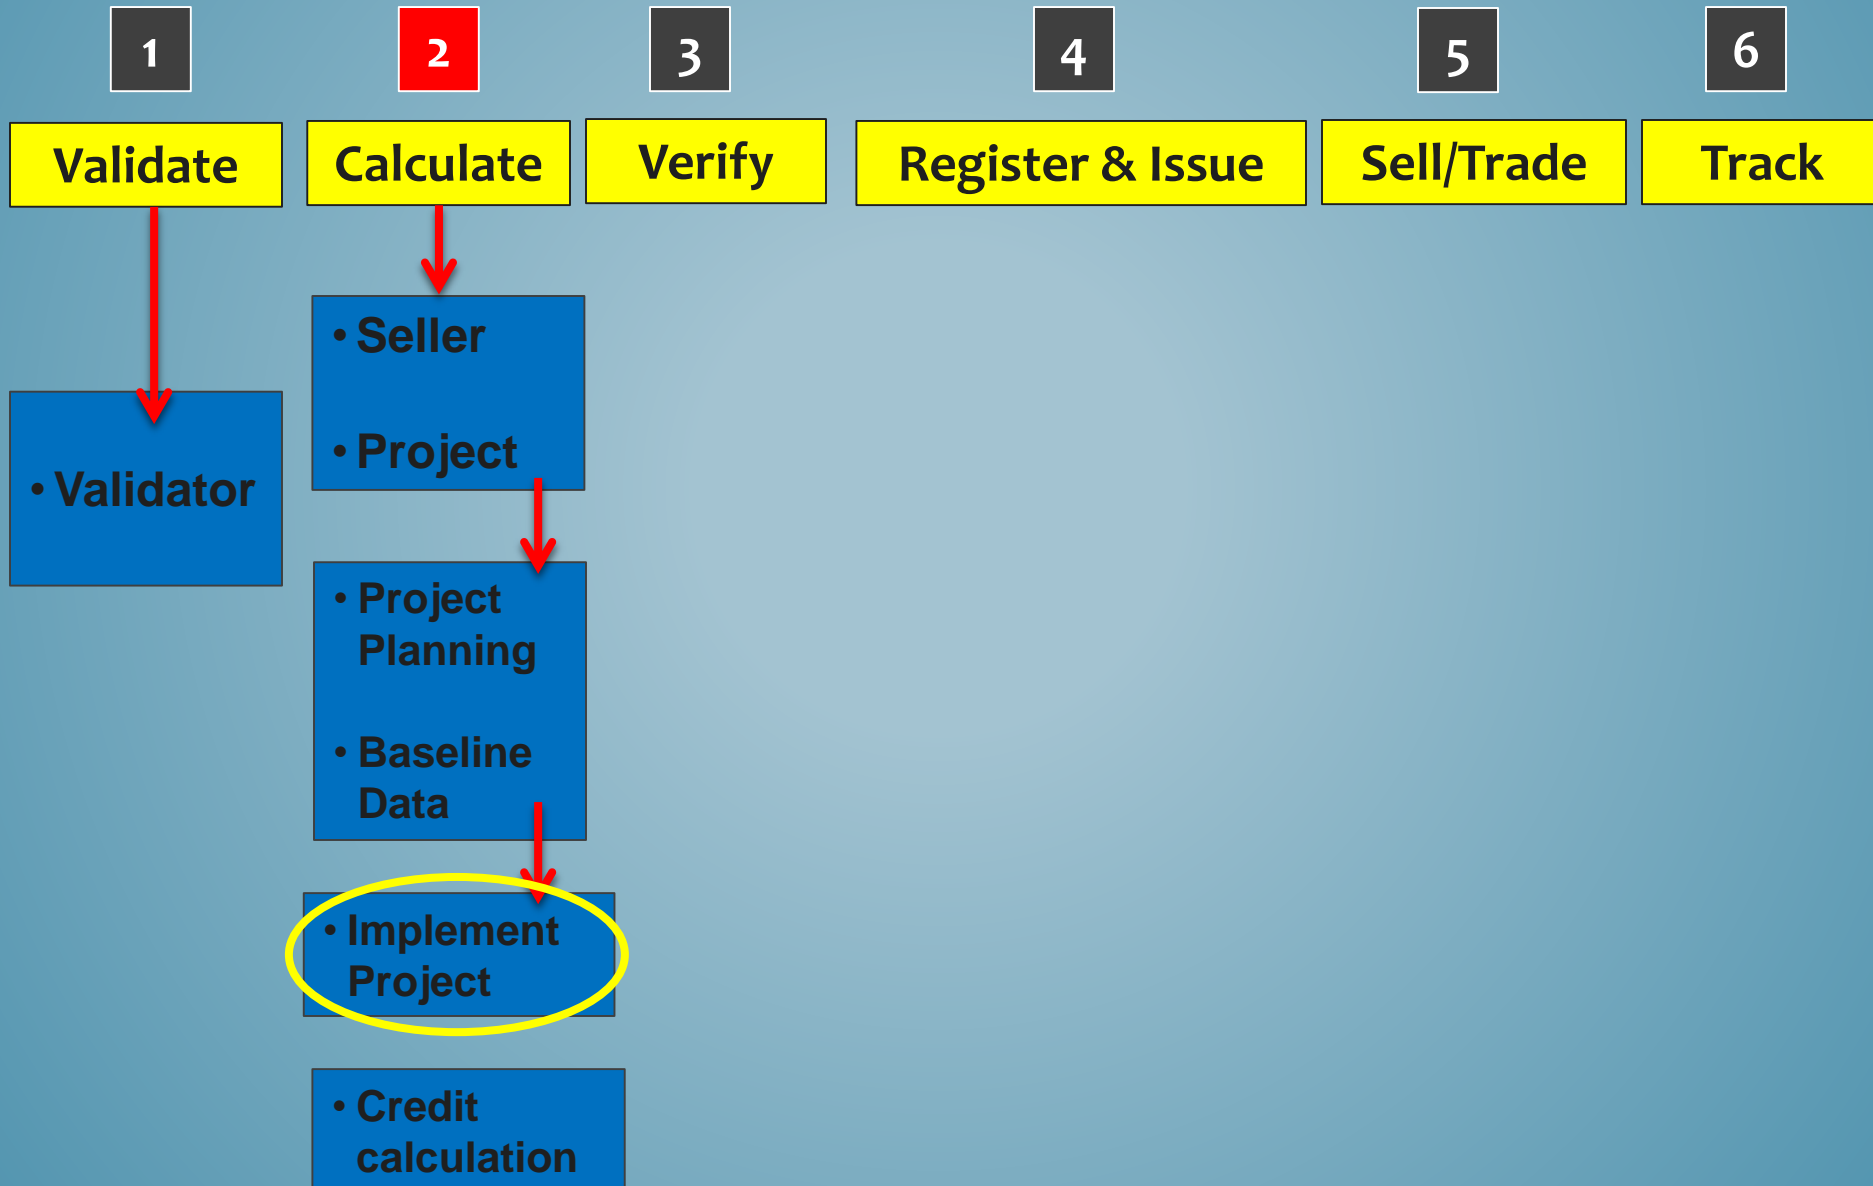 1
2
3
4
5
6
Validate
Calculate
Verify
Register & Issue
Sell/Trade
Track
• Validator
• Seller
• Project
• Project
Planning
• Baseline
Data
• Implement
Project
• Credit
calculation